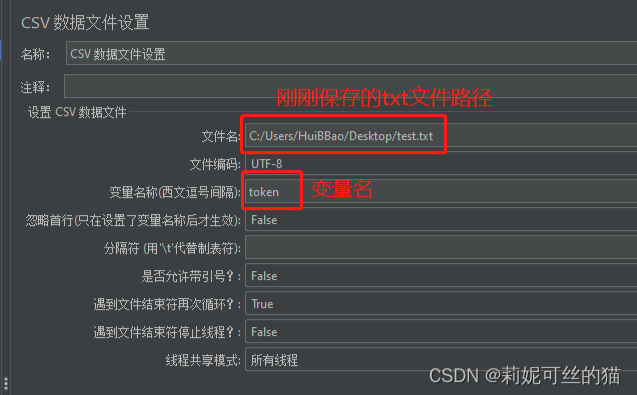 CSV 数据文件设置
名称: CSV 数据文件设置
注释:
刚刚保存的txt文件路径
设置 CSV 数据文件
文件名: C:/Users/HuiBBao/Desktop/test.txt
文件编码: UTF-8
变量名称(西文逗号间隔): token 变量名
忽略首行(只在设置了变量名称后才生效): False
分隔符 (用'\t'代替制表符):
是否允许带引号?: False
遇到文件结束符再次循环?: True
遇到文件结束符停止线程?: False
线程共享模式: 所有线程
CSDN @莉妮可丝的猫